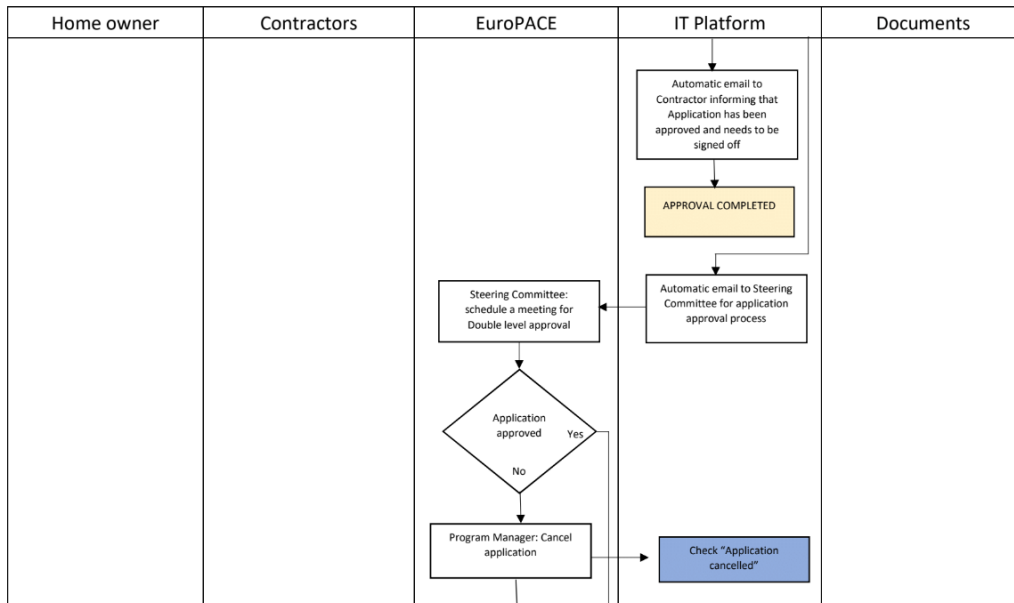 Home owner
Contractors
EuroPACE
IT Platform
Documents
Automatic email to
Contractor informing that
Application has been
approved and needs to be
signed off
APPROVAL COMPLETED
Automatic email to Steering
Committee for application
approval process
Steering Committee:
schedule a meeting for
Double level approval
Application
approved
Yes
No
Program Manager: Cancel
application
Check “Application
cancelled”